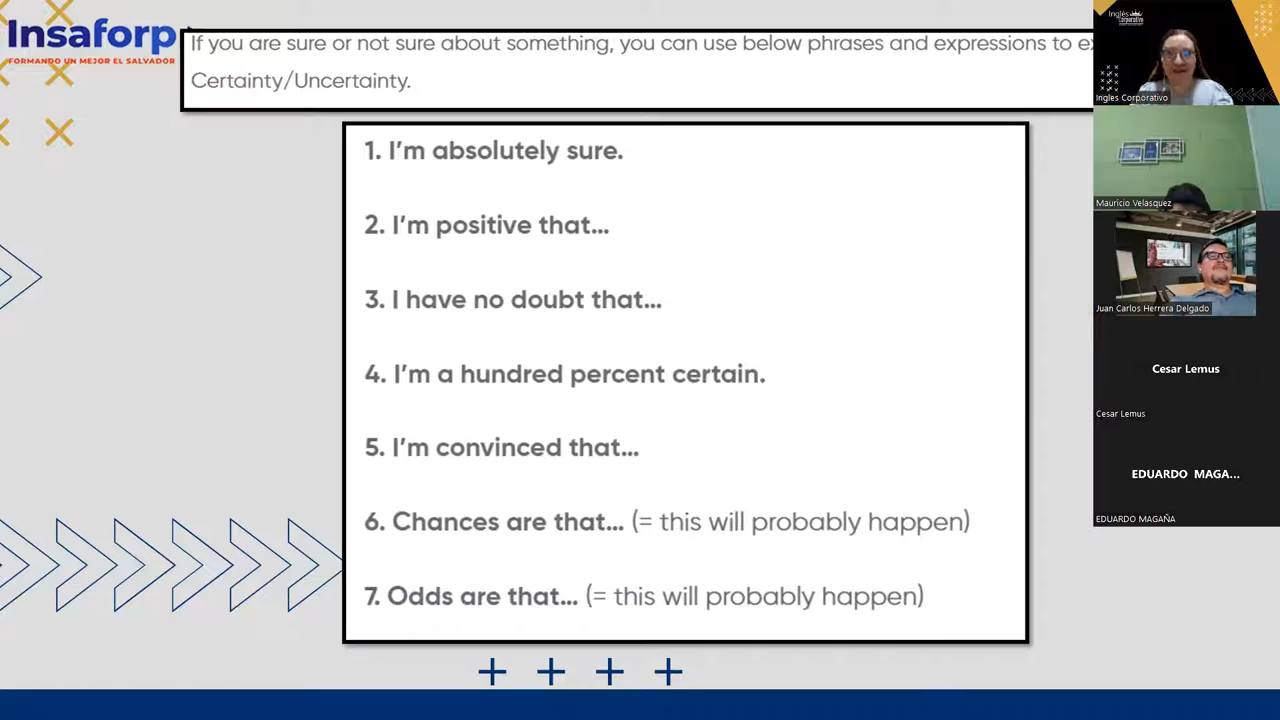 Insaforp
FORMANDO UN MEJOR EL SALVADOR
If you are sure or not sure about something, you can use below phrases and expressions to
Certainty/Uncertainty.
1. I'm absolutely sure.
2. I'm positive that...
3. I have no doubt that...
4. I'm a hundred percent certain.
5. I'm convinced that...
6. Chances are that... (= this will probably happen)
7. Odds are that... (= this will probably happen)
Inglés
Corporativo
Ingles Corporativo
Mauricio Velasquez
Juan Carlos Herrera Delgado
Cesar Lemus
Cesar Lemus
EDUARDO MAGA...
EDUARDO MAGAÑA